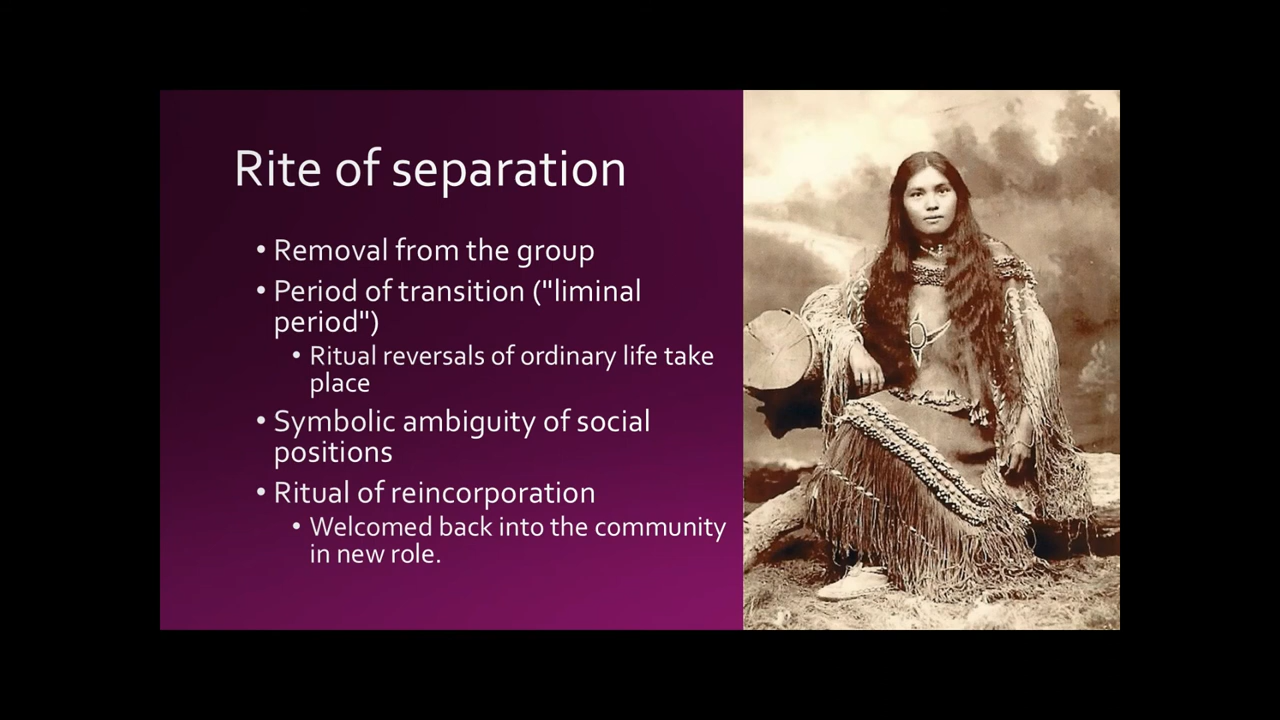 Rite of separation
• Removal from the group
• Period of transition ("liminal
period")
• Ritual reversals of ordinary life take
place
• Symbolic ambiguity of social
positions
• Ritual of reincorporation
• Welcomed back into the community
in new role.